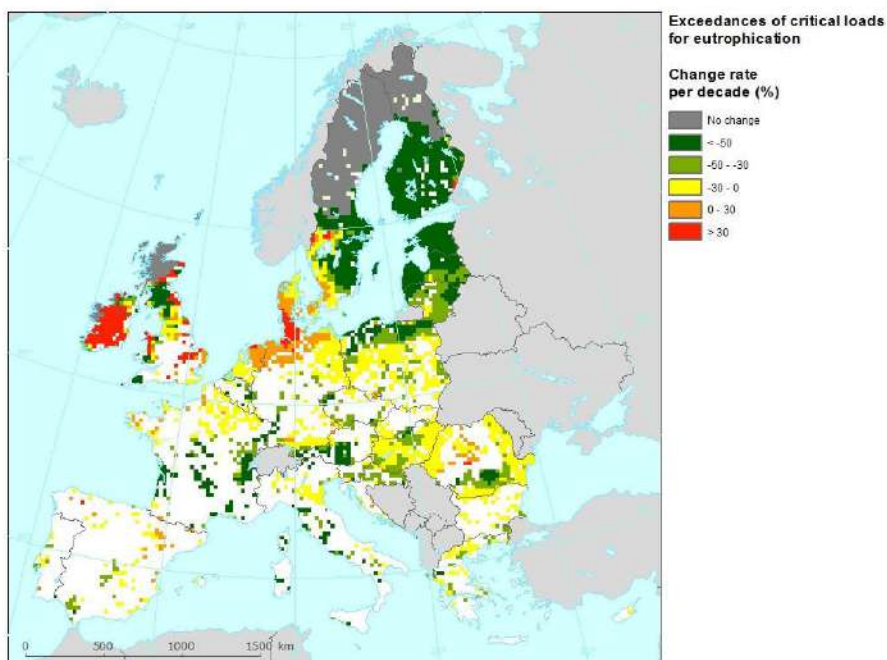 Exceedances of critical loads
for eutrophication
Change rate
per decade (%)
No change
< -50
-50 - -30
-30 - 0
0 - 30
> 30
0 500 1000 1500 km